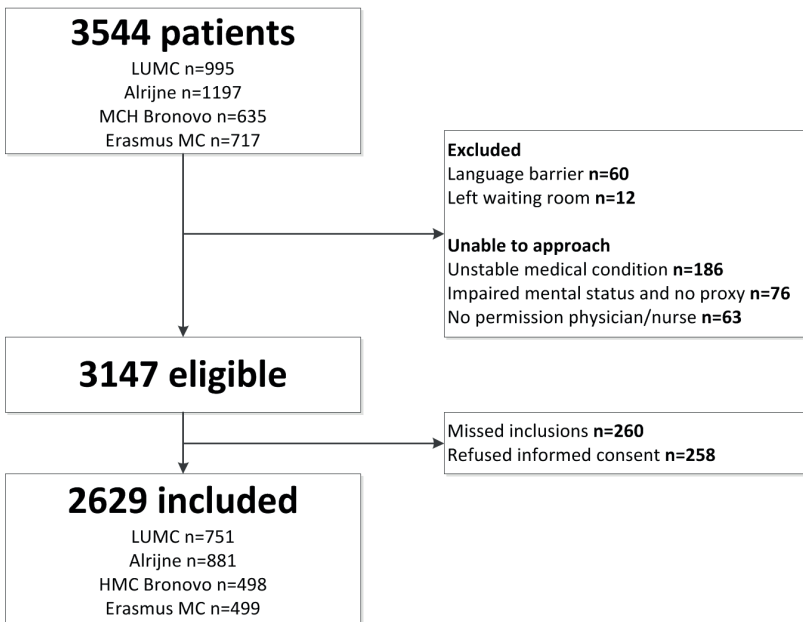 3544 patients
LUMC n=995
Alrijne n=1197
MCH Bronovo n=635
Erasmus MC n=717
Excluded
Language barrier n=60
Left waiting room n=12
Unable to approach
Unstable medical condition n=186
Impaired mental status and no proxy n=76
No permission physician/nurse n=63
3147 eligible
Missed inclusions n=260
Refused informed consent n=258
2629 included
LUMC n=751
Alrijne n=881
HMC Bronovo n=498
Erasmus MC n=499